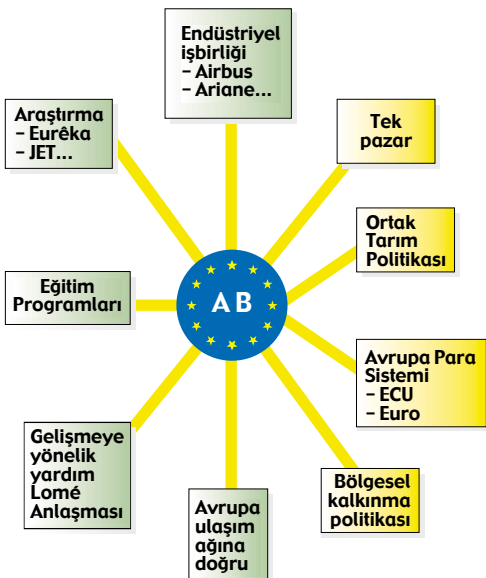 Endüstriyel
işbirliği
– Airbus
– Ariane...
Araştırma
– Eurêka
– JET...
Tek
pazar
Ortak
Tarım
Politikası
Eğitim
Programları
AB
Avrupa Para
Sistemi
– ECU
– Euro
Gelişmeye
yönelik
yardım
Lomé
Anlaşması
Bölgesel
kalkınma
politikası
Avrupa
ulaşım
ağına
doğru